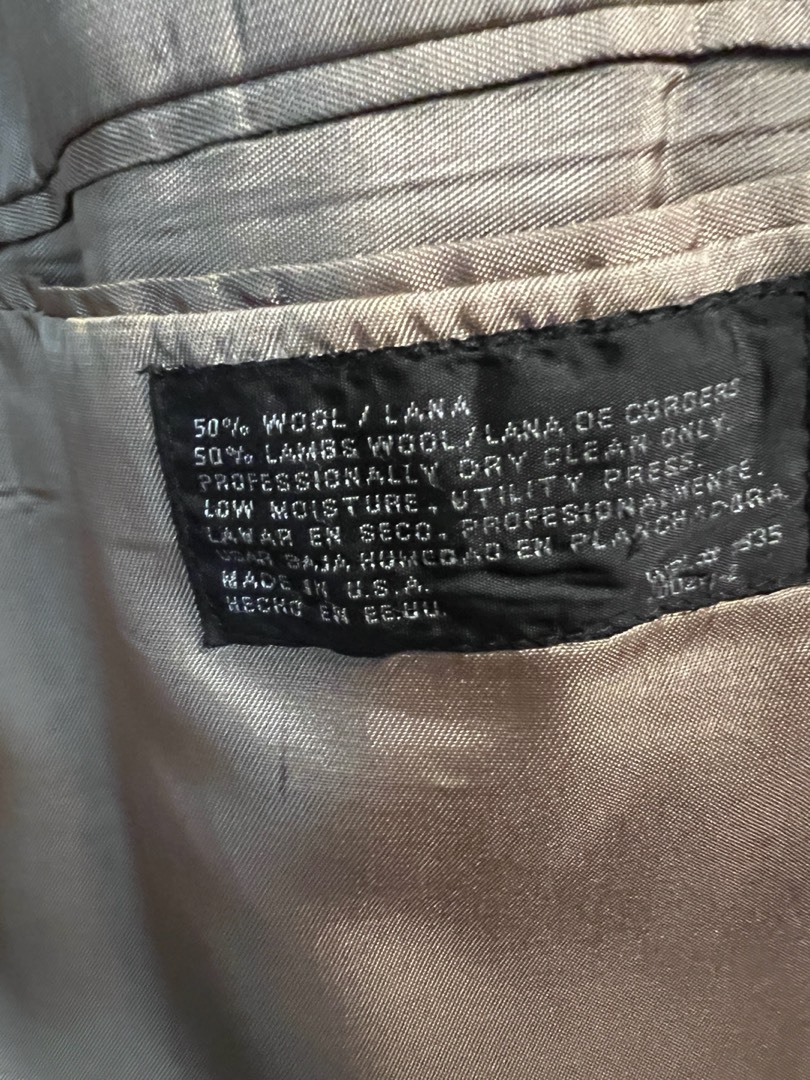 50% WOOL / LANA
50% LAMBS WOOL / LANA DE CORDERS
PROFESSIONALLY DRY CLEAN ONLY.
LOW MOISTURE. UTILITY PRESS.
LAVAR EN SECO. PROFESIONALMENTE.
USAR BAJA HUMEDAD EN PLANCHADORA.
MADE IN U.S.A.
HECHO EN EE.UU.